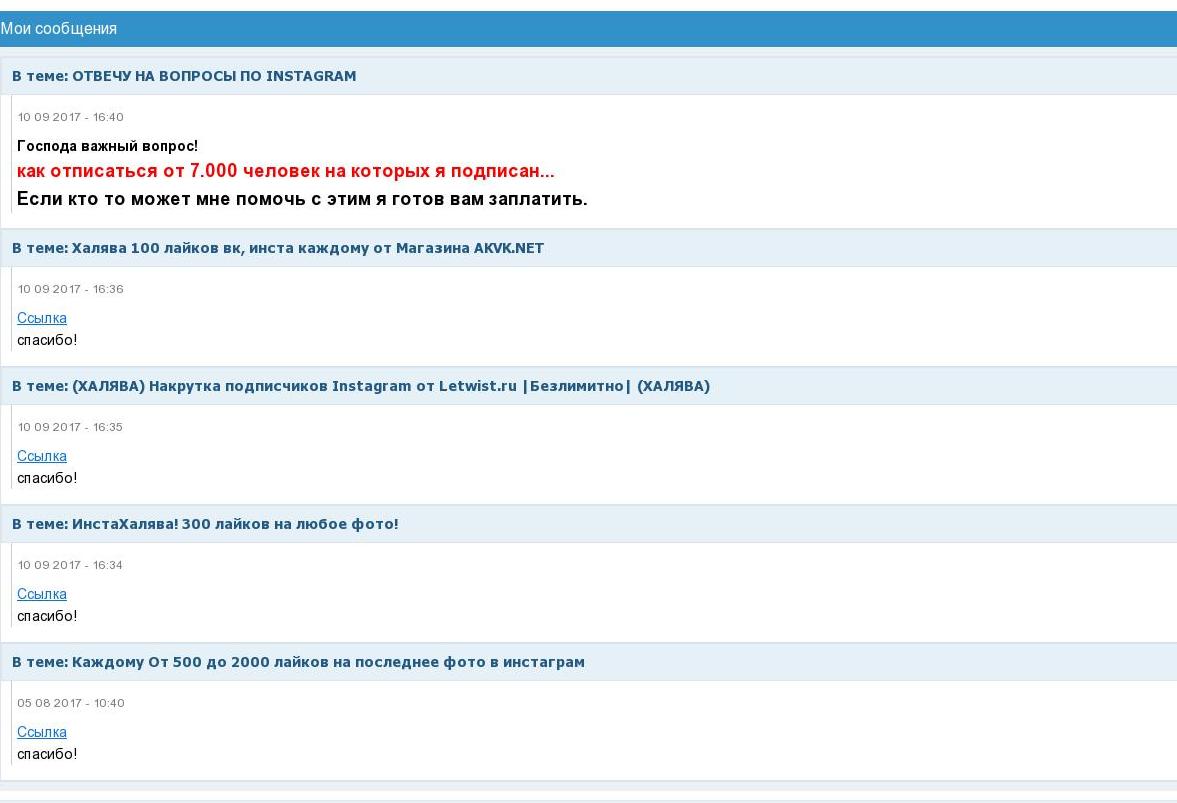 Мои сообщения
В теме: ОТВЕЧУ НА ВОПРОСЫ ПО INSTAGRAM
10 09 2017 - 16:40
Господа важный вопрос!
как отписаться от 7.000 человек на которых я подписан...
Если кто то может мне помочь с этим я готов вам заплатить.
В теме: Халява 100 лайков вк, инста каждому от Магазина AKVK.NET
10 09 2017 - 16:36
Ссылка
спасибо!
В теме: (ХАЛЯВА) Накрутка подписчиков Instagram от Letwist.ru |Безлимитно| (ХАЛЯВА)
10 09 2017 - 16:35
Ссылка
спасибо!
В теме: ИнстаХалява! 300 лайков на любое фото!
10 09 2017 - 16:34
Ссылка
спасибо!
В теме: Каждому От 500 до 2000 лайков на последнее фото в инстаграм
05 08 2017 - 10:40
Ссылка
спасибо!